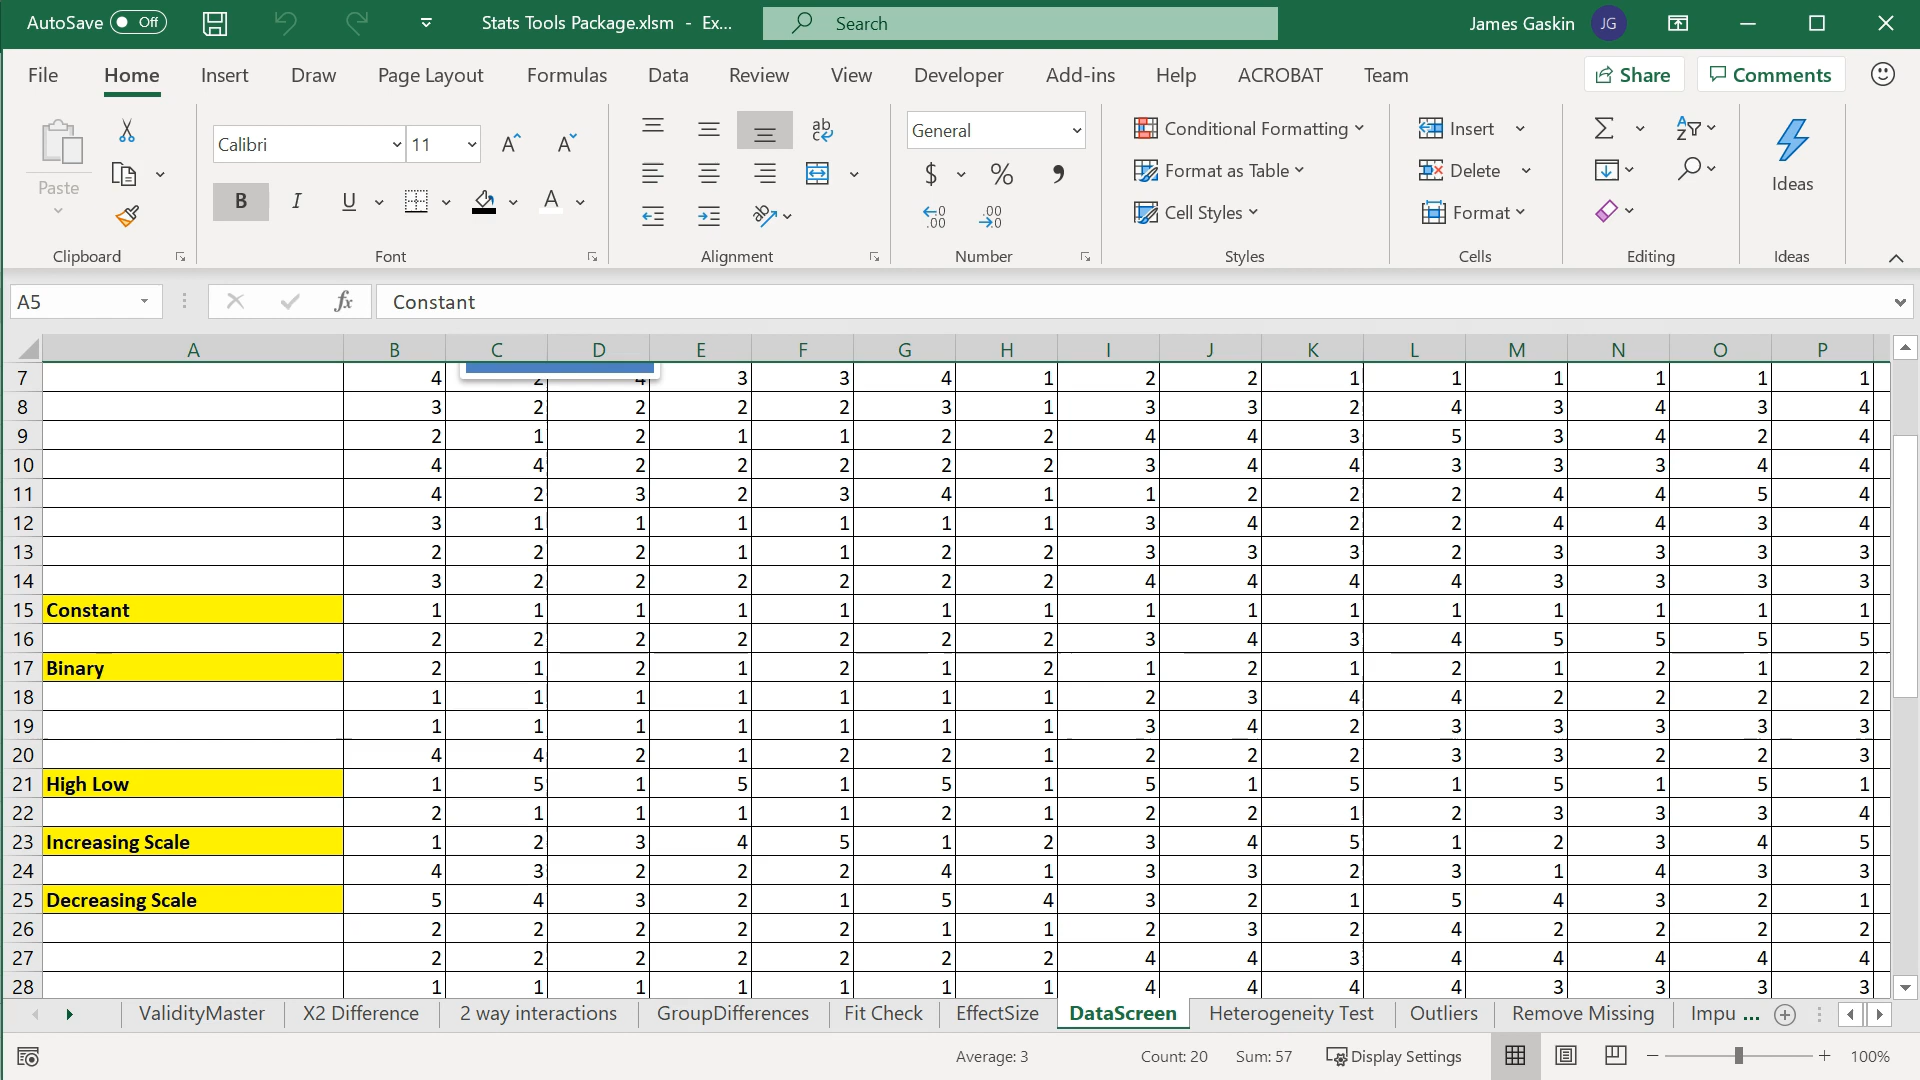 AutoSave Off Stats Tools Package.xlsm - Ex... Search James Gaskin JG
File Home Insert Draw Page Layout Formulas Data Review View Developer Add-ins Help ACROBAT Team Share Comments
Calibri 11 A A ab c General Conditional Formatting Insert Σ A Z
Paste $ % Format as Table Delete Ideas
B I U A Cell Styles Format
Clipboard Font Alignment Number Styles Cells Editing Ideas
A5 fx Constant
A B C D E F G H I J K L M N O P
7 4 2 4 3 3 4 1 2 2 1 1 1 1 1 1
8 3 2 2 2 2 3 1 3 3 2 4 3 4 3 4
9 2 1 2 1 1 2 2 4 4 3 5 3 4 2 4
10 4 4 2 2 2 2 2 3 4 4 3 3 3 4 4
11 4 2 3 2 3 4 1 1 2 2 2 4 4 5 4
12 3 1 1 1 1 1 1 3 4 2 2 4 4 3 4
13 2 2 2 1 1 2 2 3 3 3 2 3 3 3 3
14 3 2 2 2 2 2 2 4 4 4 4 3 3 3 3
15 Constant 1 1 1 1 1 1 1 1 1 1 1 1 1 1 1
16 2 2 2 2 2 2 2 3 4 3 4 5 5 5 5
17 Binary 2 1 2 1 2 1 2 1 2 1 2 1 2 1 2
18 1 1 1 1 1 1 1 2 3 4 4 2 2 2 2
19 1 1 1 1 1 1 1 3 4 2 3 3 3 3 3
20 4 4 2 1 2 2 1 2 2 2 3 3 2 2 3
21 High Low 1 5 1 5 1 5 1 5 1 5 1 5 1 5 1
22 2 1 1 1 1 2 1 2 2 1 2 3 3 3 4
23 Increasing Scale 1 2 3 4 5 1 2 3 4 5 1 2 3 4 5
24 4 3 2 2 2 4 1 3 3 2 3 1 4 3 3
25 Decreasing Scale 5 4 3 2 1 5 4 3 2 1 5 4 3 2 1
26 2 2 2 2 2 1 1 2 3 2 4 2 2 2 2
27 2 2 2 2 2 2 2 4 4 3 4 4 4 4 4
28 1 1 1 1 1 1 1 4 4 4 4 3 3 3 3
ValidityMaster X2 Difference 2 way interactions GroupDifferences Fit Check EffectSize DataScreen Heterogeneity Test Outliers Remove Missing Impu ...
Average: 3 Count: 20 Sum: 57 Display Settings 100%